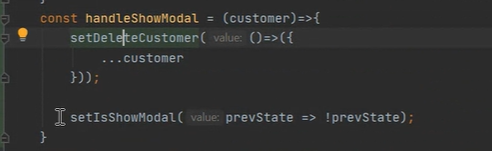 const handleShowModal = (customer)=>{
setDeleteCustomer( value: ()=>({
...customer
}));
setIsShowModal( value: prevState => !prevState);
}